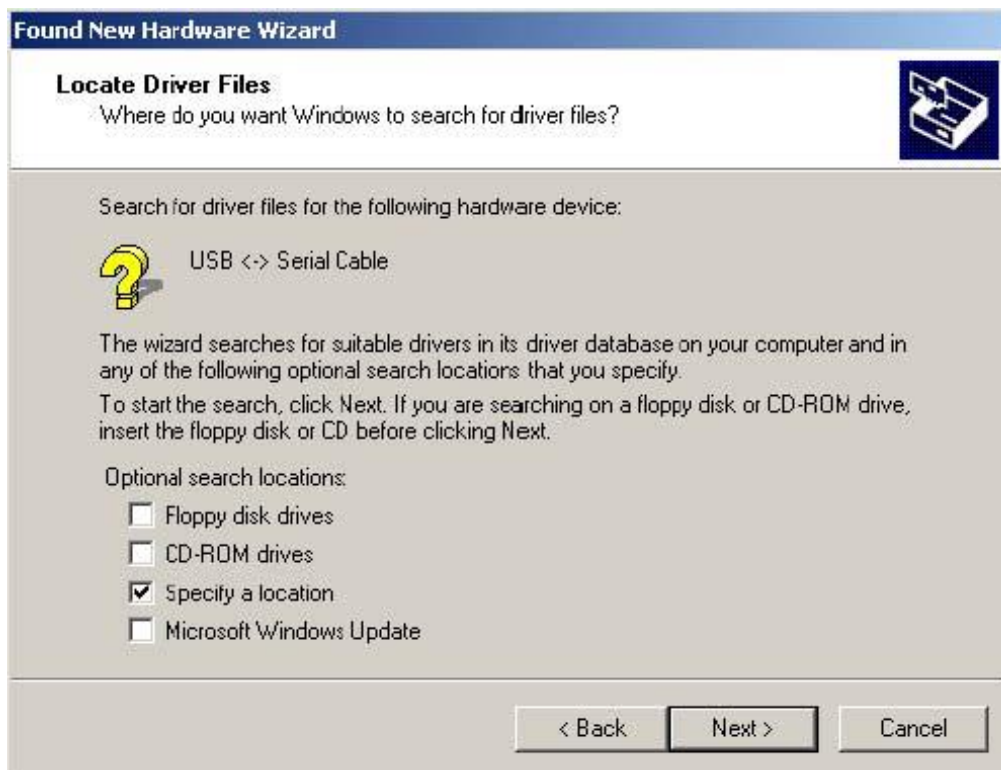 Found New Hardware Wizard
Locate Driver Files
Where do you want Windows to search for driver files?
Search for driver files for the following hardware device:
USB <-> Serial Cable
The wizard searches for suitable drivers in its driver database on your computer and in
any of the following optional search locations that you specify.
To start the search, click Next. If you are searching on a floppy disk or CD-ROM drive,
insert the floppy disk or CD before clicking Next.
Optional search locations:
Floppy disk drives
CD-ROM drives
Specify a location
Microsoft Windows Update
< Back Next > Cancel